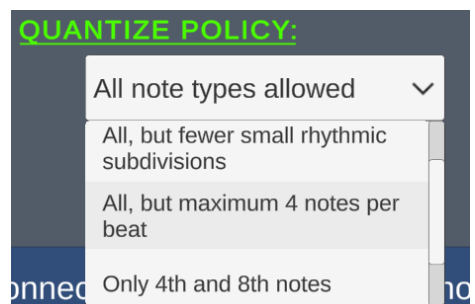 QUANTIZE POLICY:
All note types allowed
All, but fewer small rhythmic
subdivisions
All, but maximum 4 notes per
beat
Only 4th and 8th notes